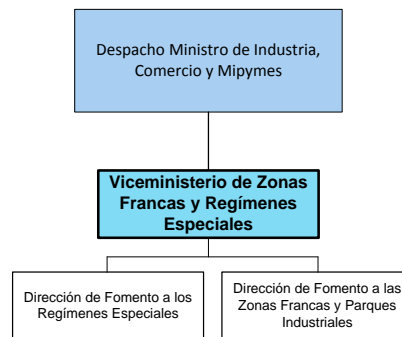 Despacho Ministro de Industria,
Comercio y Mipymes
Viceministerio de Zonas
Francas y Regímenes
Especiales
Dirección de Fomento a los
Regímenes Especiales
Dirección de Fomento a las
Zonas Francas y Parques
Industriales